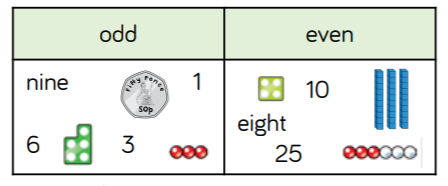 odd even
nine FIFTY PENCE 50P 1 10
eight
6 3 25